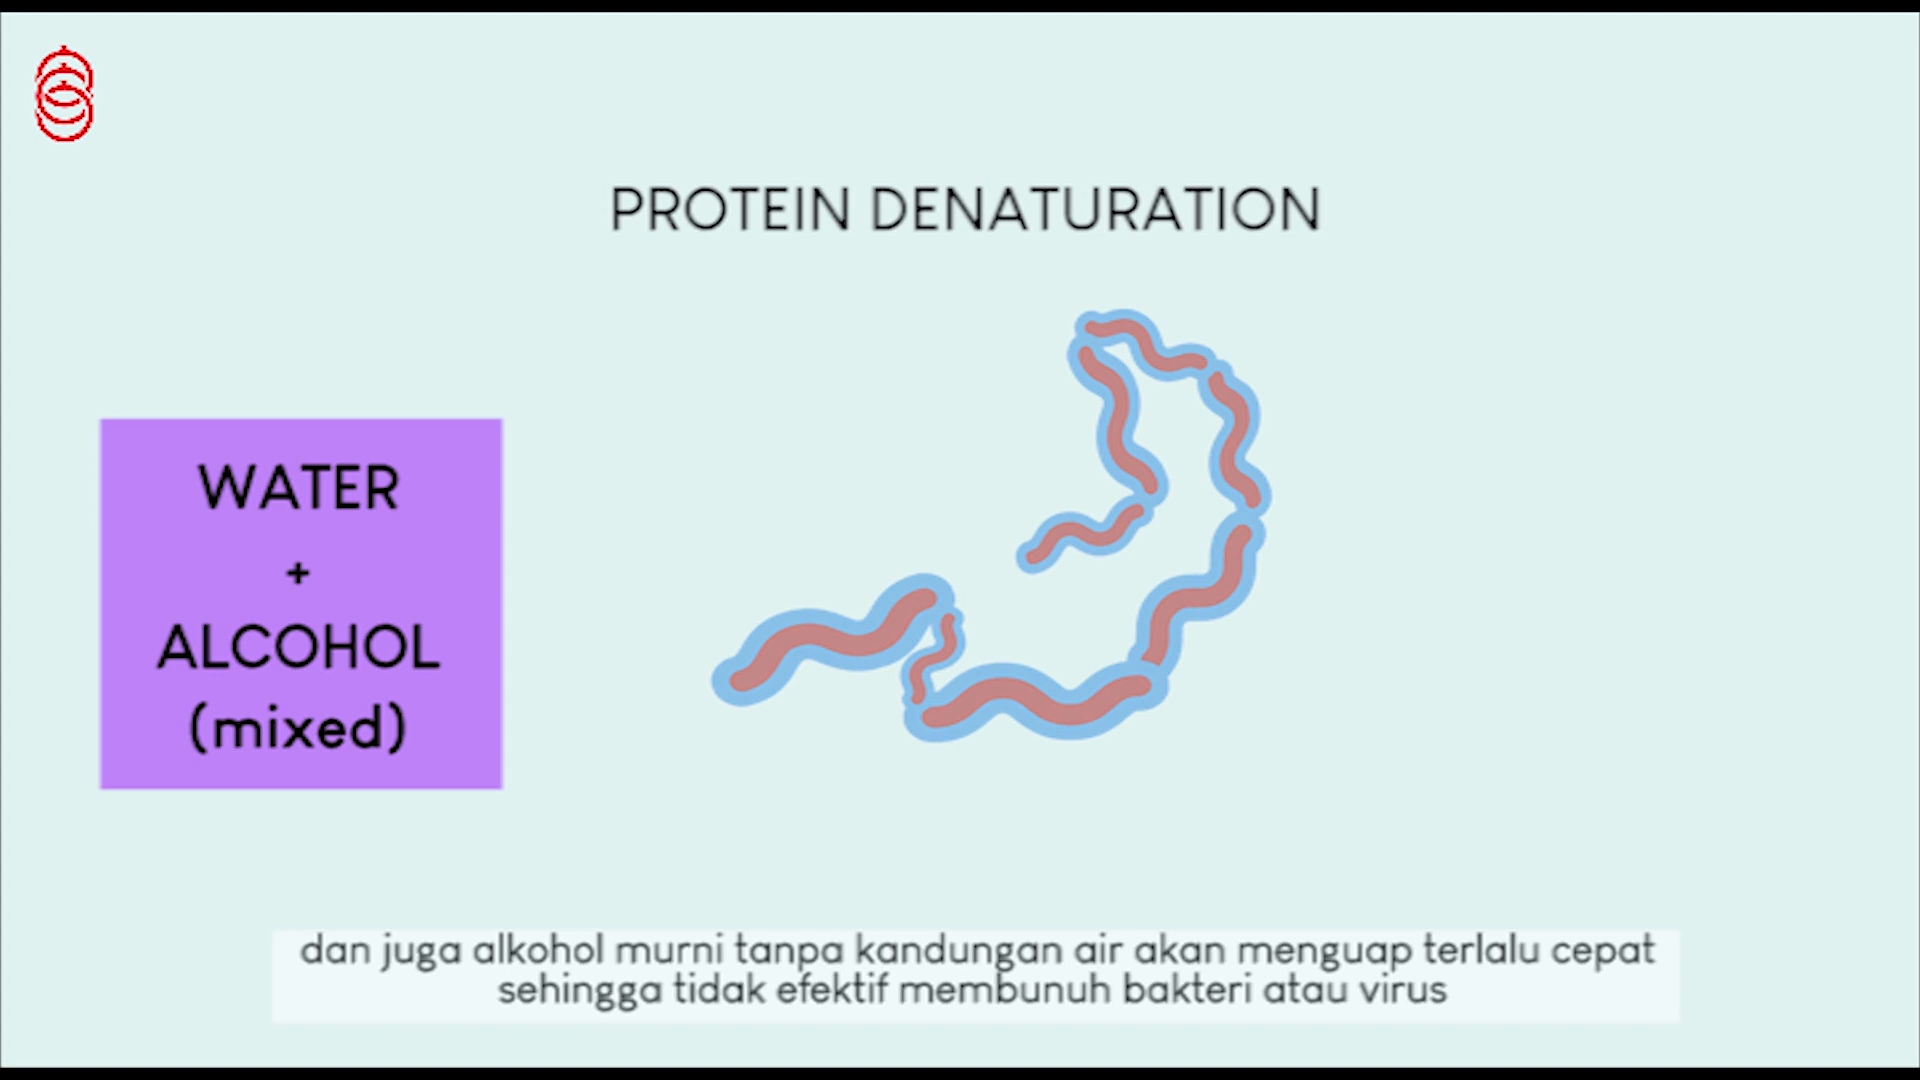 PROTEIN DENATURATION
WATER
+
ALCOHOL
(mixed)
dan juga alkohol murni tanpa kandungan air akan menguap terlalu cepat
sehingga tidak efektif membunuh bakteri atau virus